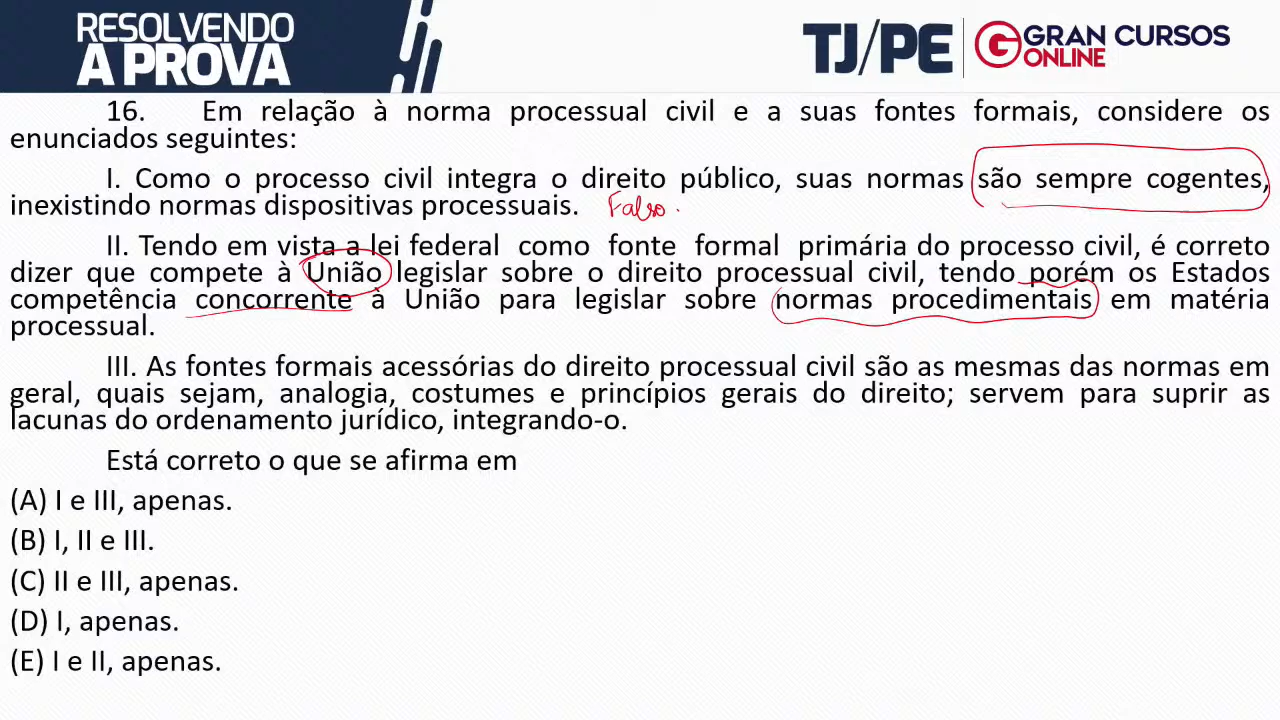 RESOLVENDO
A PROVA
TJ/PE
GRAN CURSOS
ONLINE
16. Em relação à norma processual civil e a suas fontes formais, considere os
enunciados seguintes:
I. Como o processo civil integra o direito público, suas normas são sempre cogentes,
inexistindo normas dispositivas processuais. Falso.
II. Tendo em vista a lei federal como fonte formal primária do processo civil, é correto
dizer que compete à União legislar sobre o direito processual civil, tendo porém os Estados
competência concorrente à União para legislar sobre normas procedimentais em matéria
processual.
III. As fontes formais acessórias do direito processual civil são as mesmas das normas em
geral, quais sejam, analogia, costumes e princípios gerais do direito; servem para suprir as
lacunas do ordenamento jurídico, integrando-o.
Está correto o que se afirma em
(A) I e III, apenas.
(B) I, II e III.
(C) II e III, apenas.
(D) I, apenas.
(E) I e II, apenas.